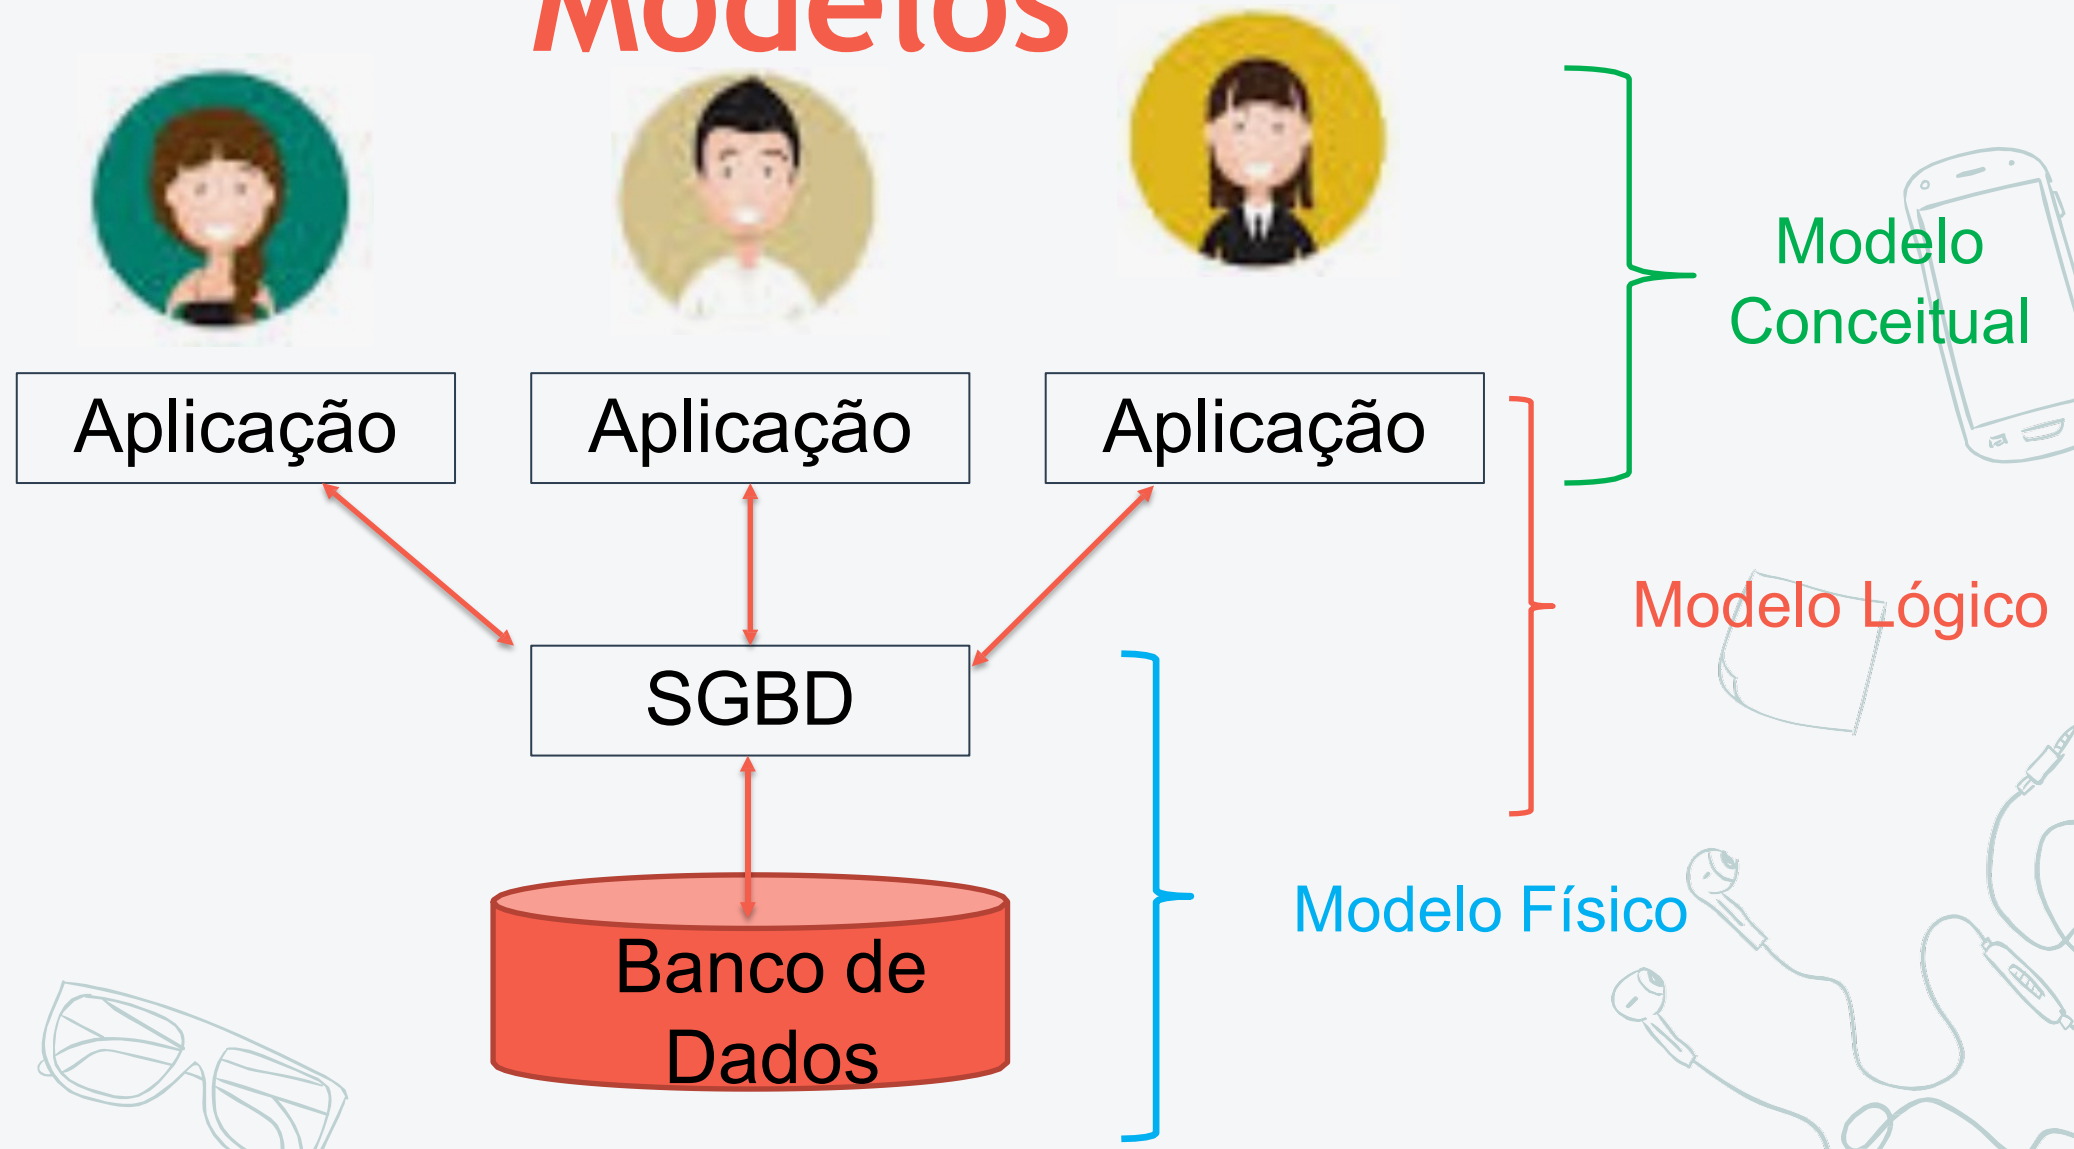 Modelos
Modelo
Conceitual
Aplicação Aplicação Aplicação
Modelo Lógico
SGBD
Modelo Físico
Banco de
Dados